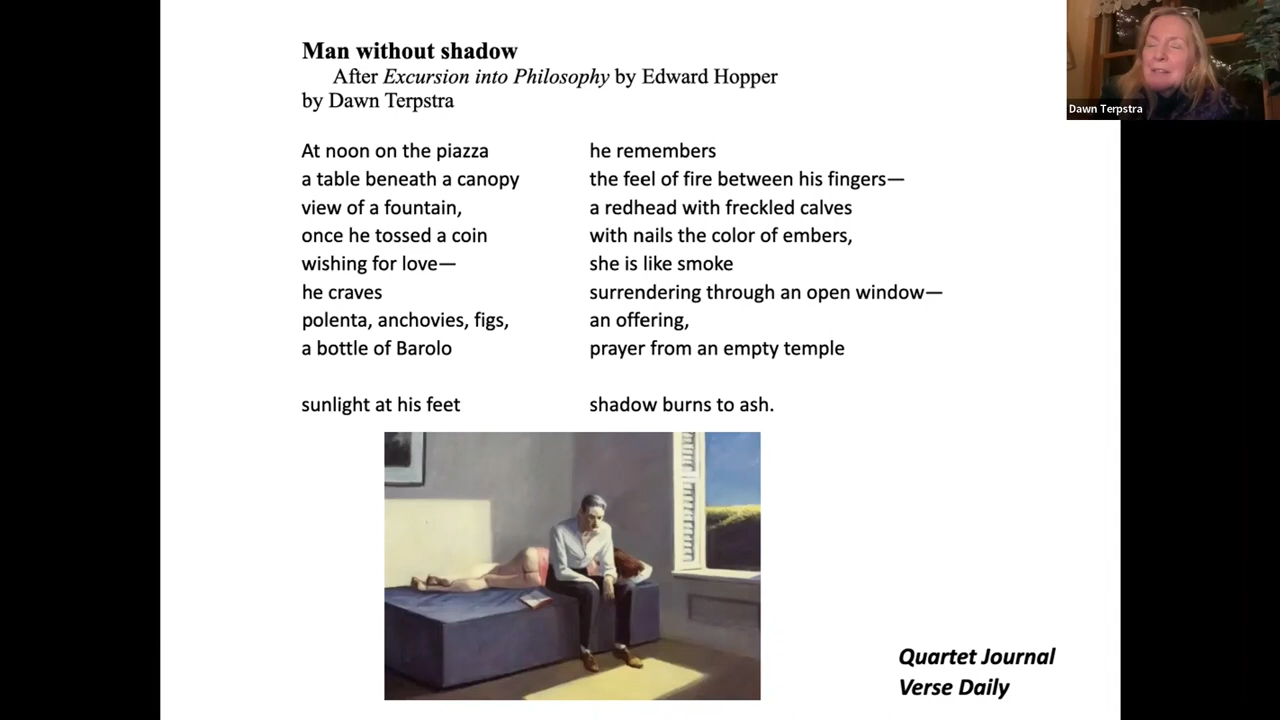 Man without shadow
After Excursion into Philosophy by Edward Hopper
by Dawn Terpstra
At noon on the piazza
a table beneath a canopy
view of a fountain,
once he tossed a coin
wishing for love—
he craves
polenta, anchovies, figs,
a bottle of Barolo
sunlight at his feet
he remembers
the feel of fire between his fingers—
a redhead with freckled calves
with nails the color of embers,
she is like smoke
surrendering through an open window—
an offering,
prayer from an empty temple
shadow burns to ash.
Quartet Journal
Verse Daily
Dawn Terpstra